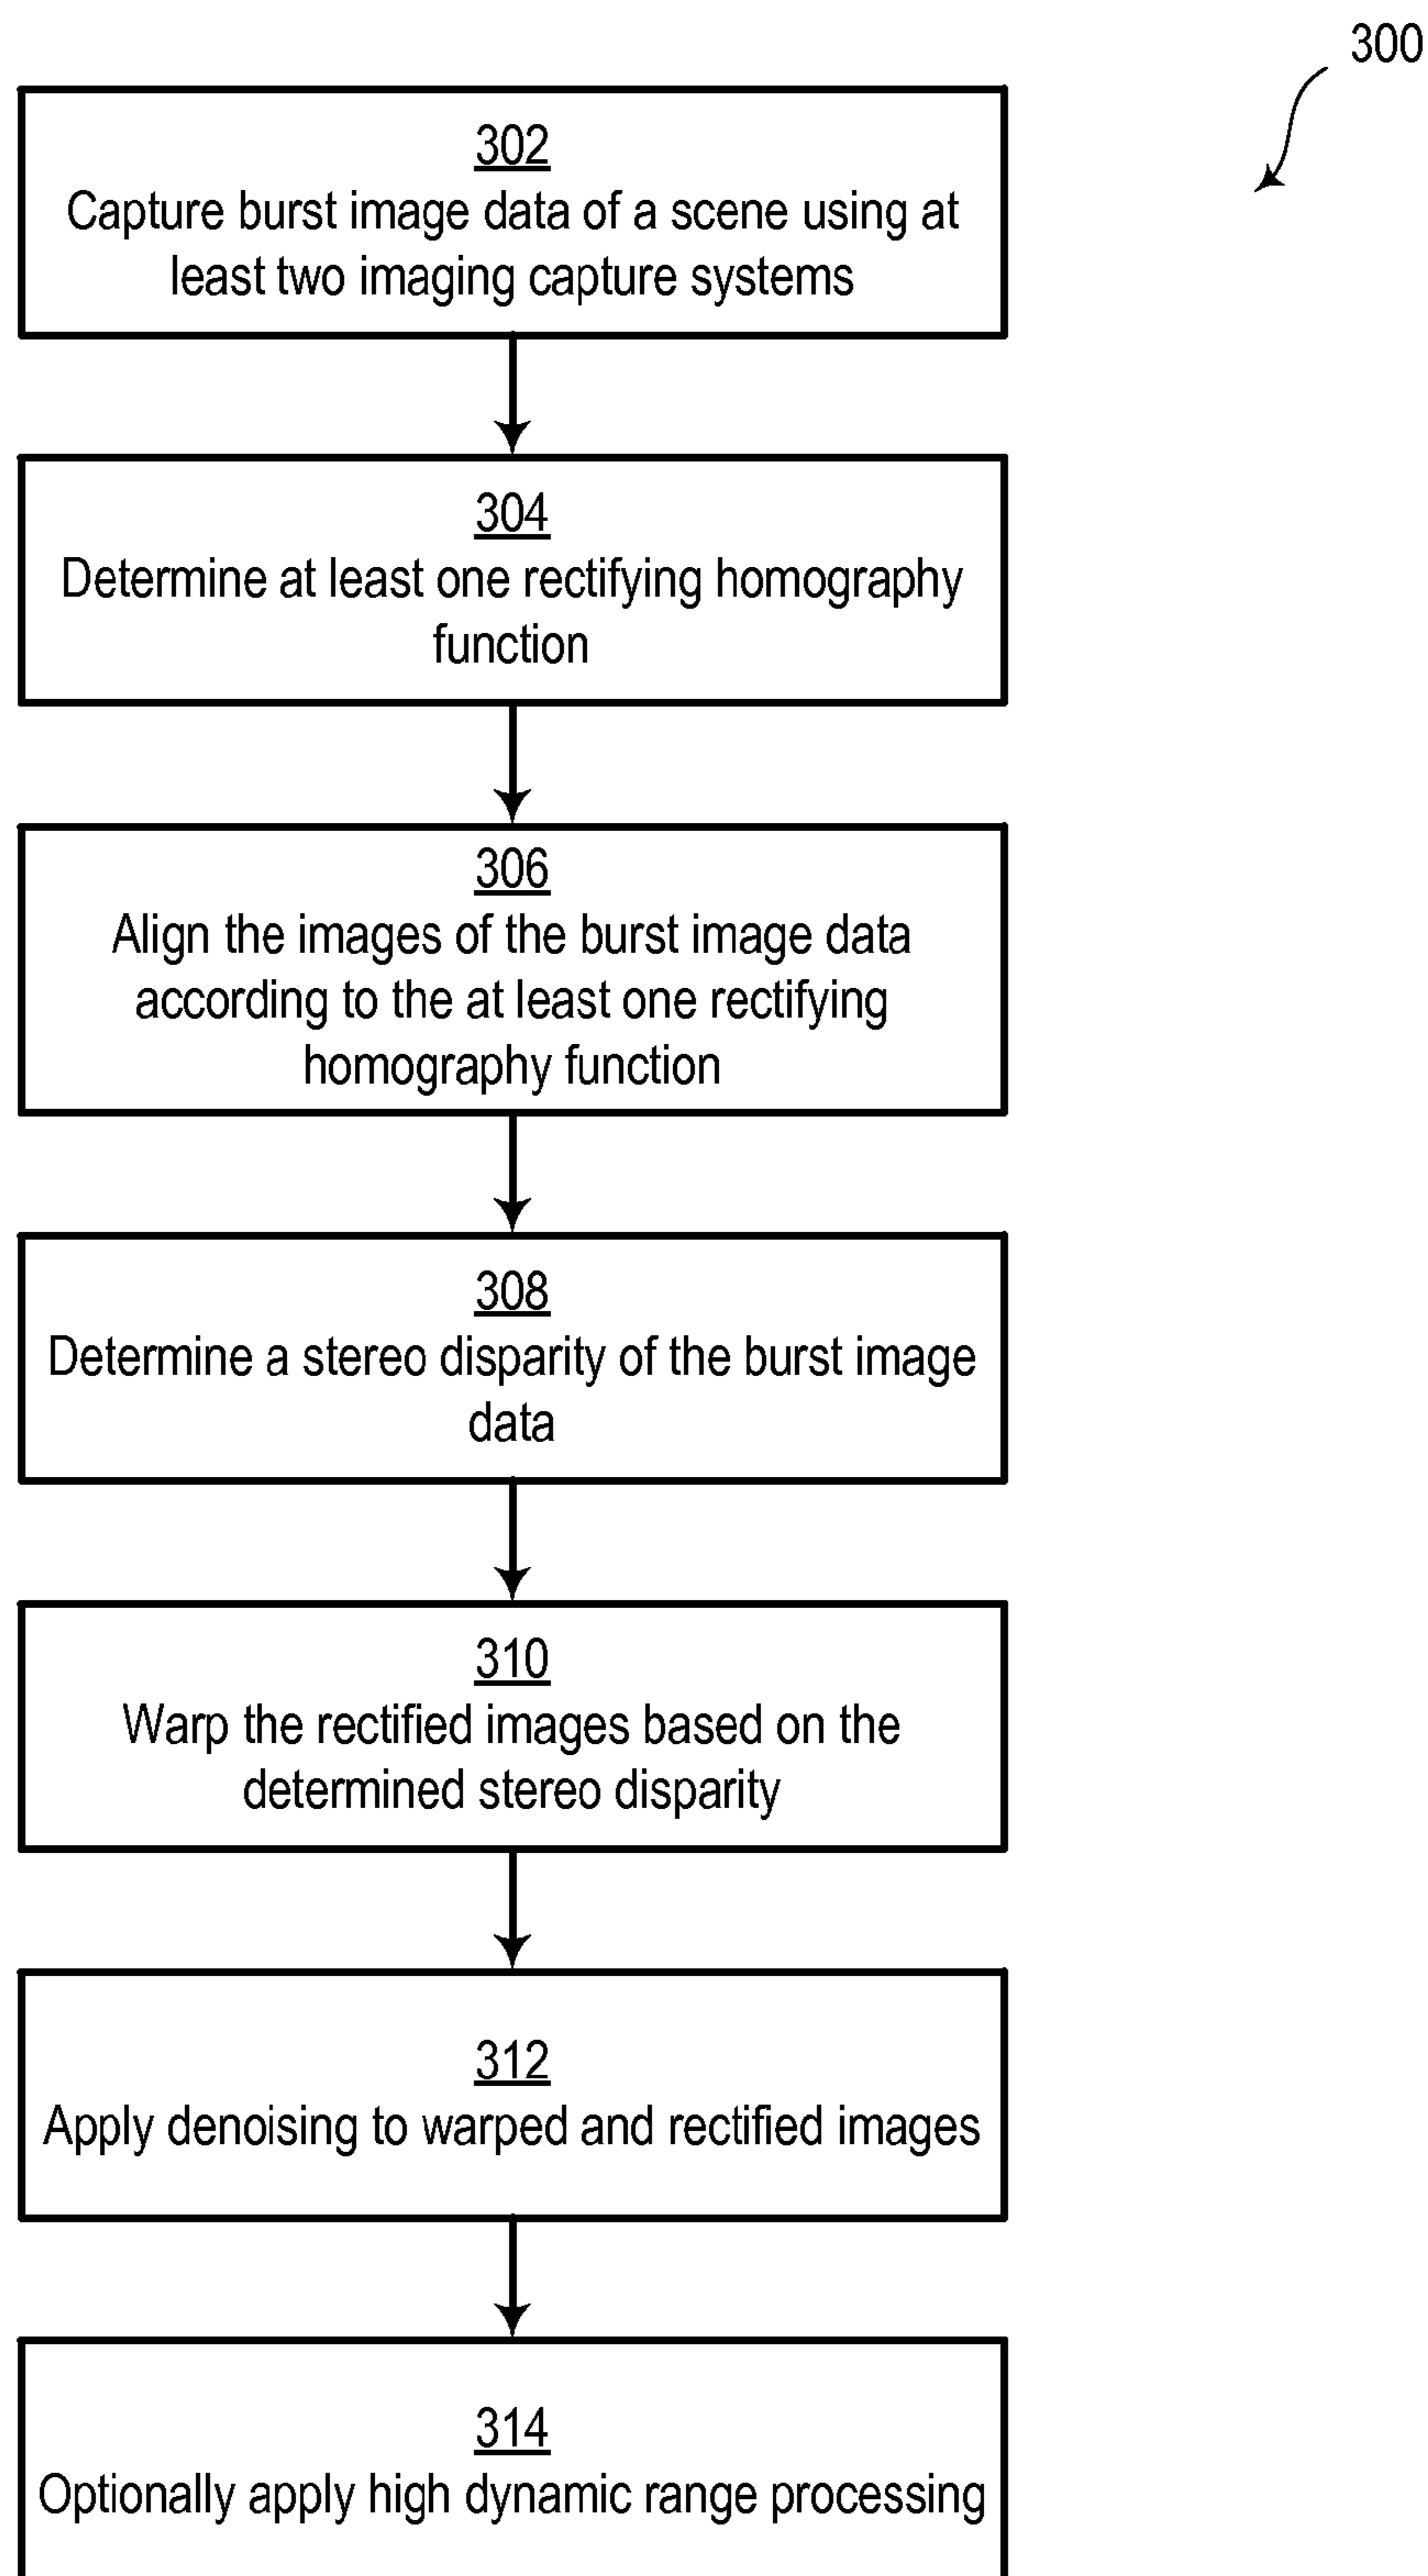 300
302
Capture burst image data of a scene using at
least two imaging capture systems
304
Determine at least one rectifying homography
function
306
Align the images of the burst image data
according to the at least one rectifying
homography function
308
Determine a stereo disparity of the burst image
data
310
Warp the rectified images based on the
determined stereo disparity
312
Apply denoising to warped and rectified images
314
Optionally apply high dynamic range processing